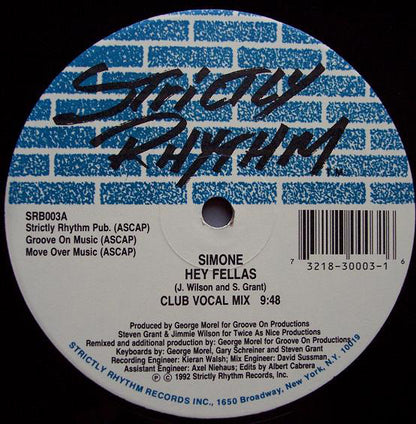 STRICTLY
RHYTHM™
SRB003A
Strictly Rhythm Pub. (ASCAP)
Groove On Music (ASCAP)
Move Over Music (ASCAP)
7 73218-30003-1 6
SIMONE
HEY FELLAS
(J. Wilson and S. Grant)
CLUB VOCAL MIX 9:48
Produced by George Morel for Groove On Productions
Steven Grant & Jimmie Wilson for Twice As Nice Productions
Remixed and additional production by: George Morel for Groove On Productions
Keyboards by: George Morel, Gary Schreiner and Steven Grant
Recording Engineer: Kieran Walsh; Mix Engineer: David Sussman
Assistant Engineer: Axel Niehaus; Edits by Albert Cabrera
℗ © 1992 Strictly Rhythm Records, Inc.
STRICTLY RHYTHM RECORDS INC., 1650 Broadway, New York, N.Y. 10019